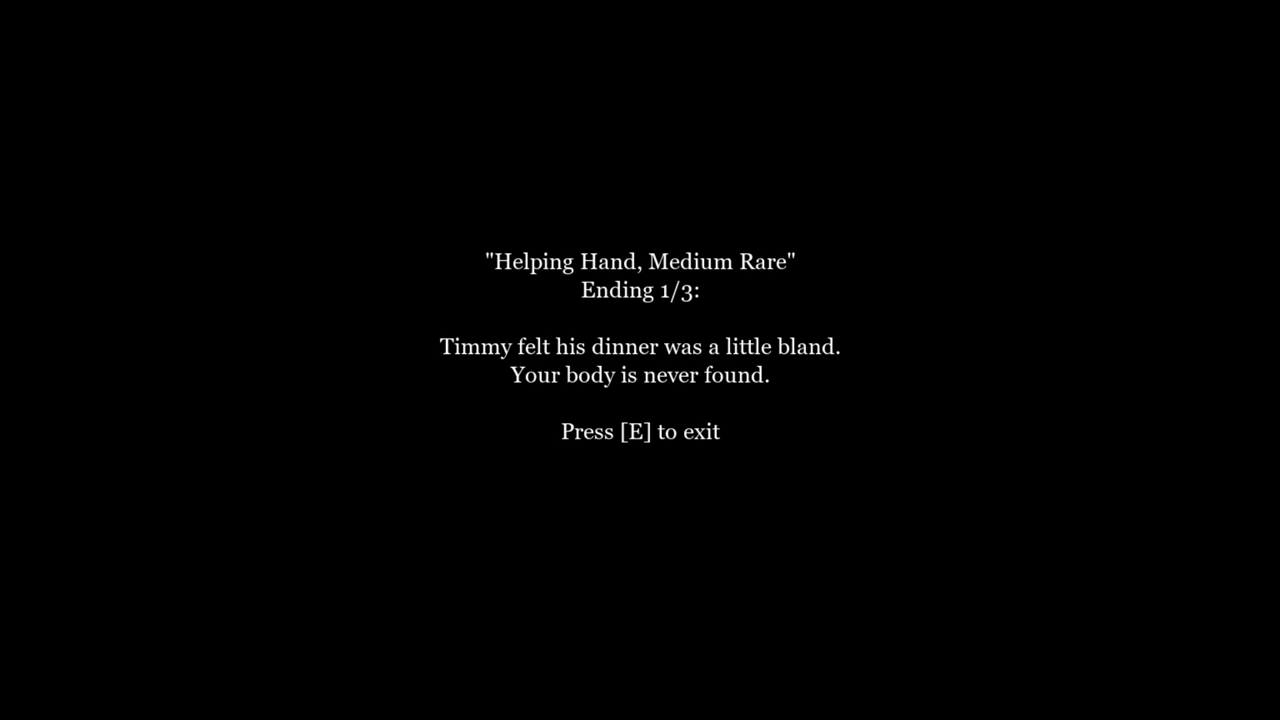 "Helping Hand, Medium Rare"
Ending 1/3:
Timmy felt his dinner was a little bland.
Your body is never found.
Press [E] to exit